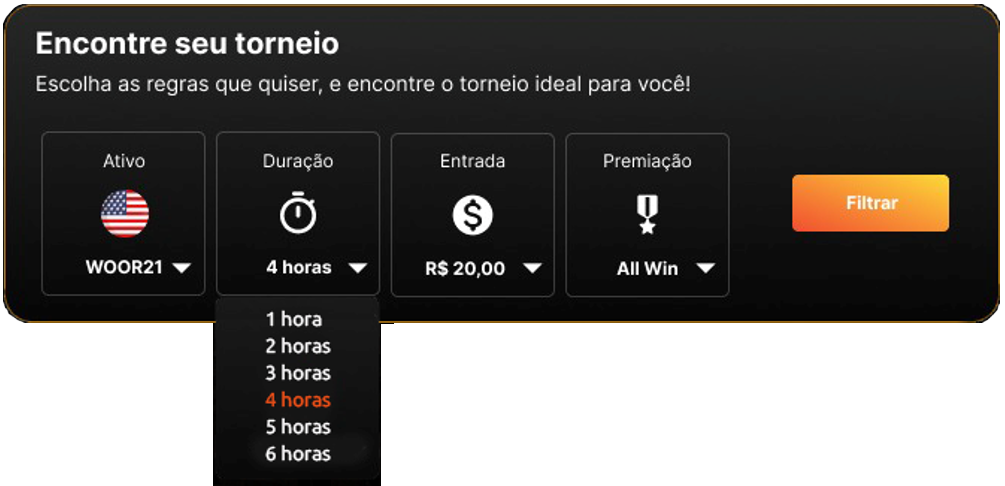 Encontre seu torneio
Escolha as regras que quiser, e encontre o torneio ideal para você!
Ativo
WOOR21
Duração
4 horas
1 hora
2 horas
3 horas
4 horas
5 horas
6 horas
Entrada
R$ 20,00
Premiação
All Win
Filtrar